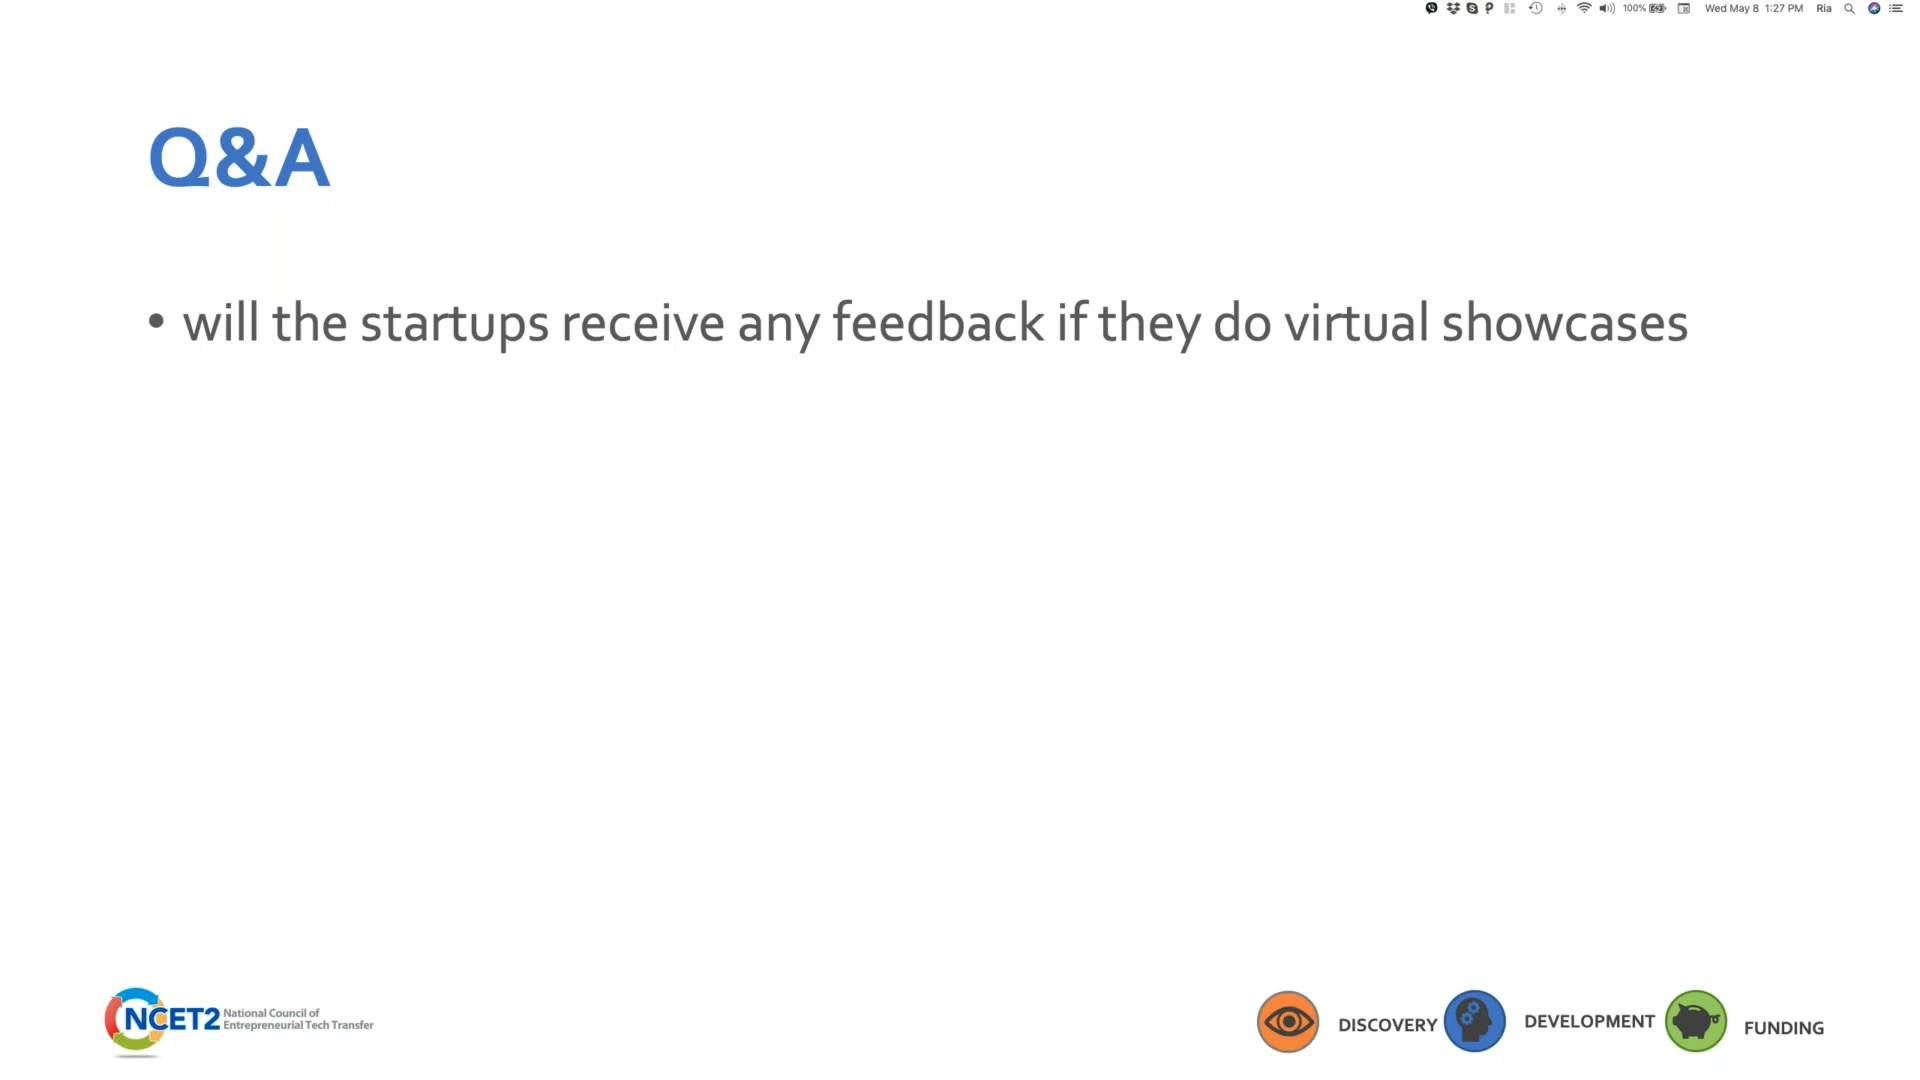 100% Wed May 8 1:27 PM Ria
Q&A
• will the startups receive any feedback if they do virtual showcases
NCET2 National Council of
Entrepreneurial Tech Transfer
DISCOVERY DEVELOPMENT FUNDING